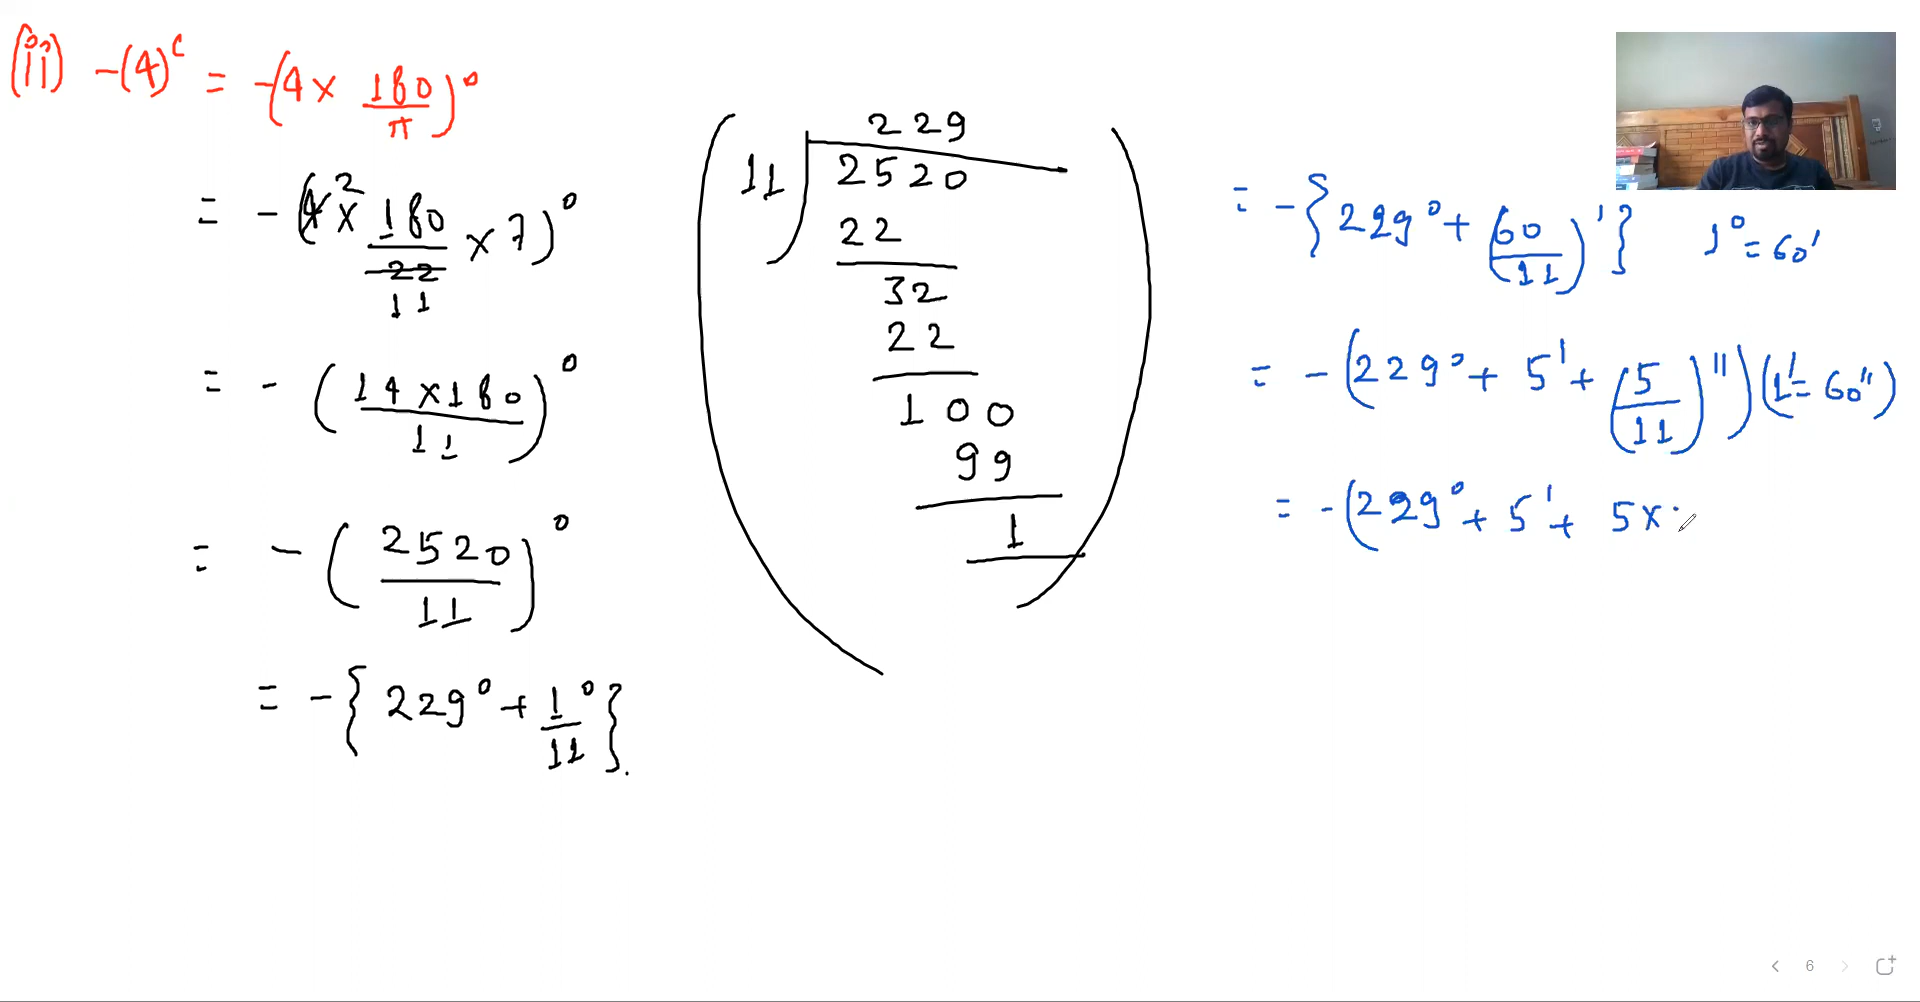 (ii) -(4)ᶜ = -(4 × 180/π)°
= -(4² × 180/22 × 7)°
11
= - (14 × 180/11)°
= - (2520/11)°
= - {229° + 1/11°}.
229
11 ) 2520
22
32
22
100
99
1
= - {229° + (60/11)'} 1° = 60'
= - (229° + 5' + (5/11)'') (1' = 60'')
= - (229° + 5' + 5 ×
6